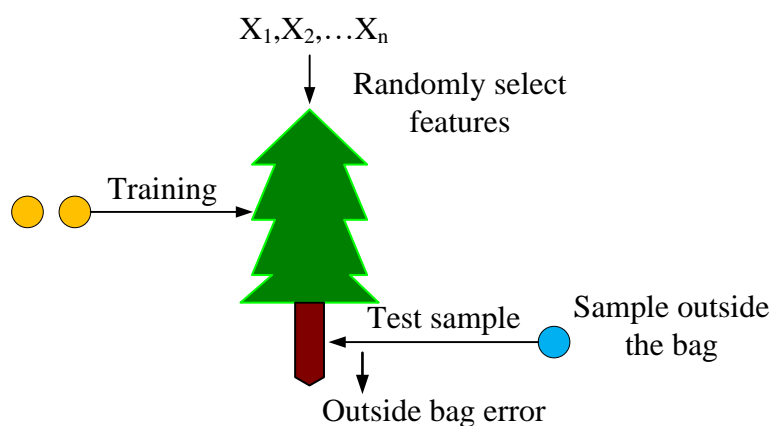 X₁,X₂,…Xₙ
Randomly select
features
Training
Test sample
Sample outside
the bag
Outside bag error